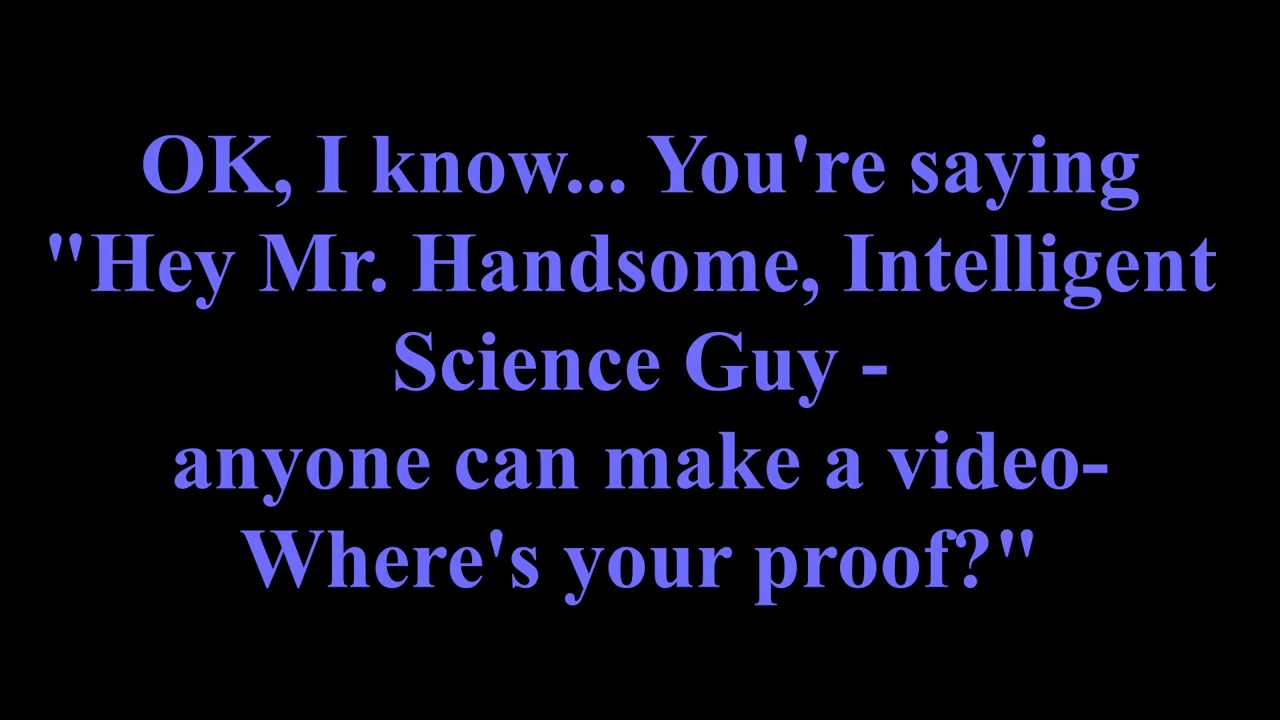 OK, I know... You're saying
"Hey Mr. Handsome, Intelligent
Science Guy -
anyone can make a video-
Where's your proof?"